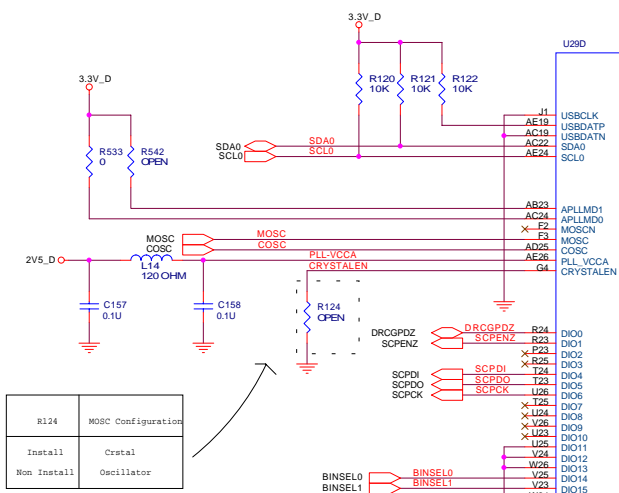 3.3V_D
U29D
R120
10K
R121
10K
R122
10K
3.3V_D
R533
0
R542
OPEN
J1 USBCLK
AE19 USBDATP
AC19 USBDATN
SDA0 SDA0 AC22 SDA0
SCL0 SCL0 AE24 SCL0
AB23 APLLMD1
AC24 APLLMD0
F2 MOSCN
MOSC MOSC F3 MOSC
COSC COSC AD25 COSC
2V5_D PLL-VCCA AE26 PLL_VCCA
CRYSTALEN G4 CRYSTALEN
L14
120 OHM
C157
0.1U
C158
0.1U
R124
OPEN
DRCGPDZ DRCGPDZ R24 DIO0
SCPENZ SCPENZ R23 DIO1
P23 DIO2
R25 DIO3
SCPDI SCPDI T24 DIO4
SCPDO SCPDO T23 DIO5
SCPCK SCPCK U26 DIO6
T25 DIO7
U24 DIO8
V26 DIO9
U23 DIO10
U25 DIO11
V24 DIO12
W26 DIO13
BINSEL0 BINSEL0 V25 DIO14
BINSEL1 BINSEL1 V23 DIO15
R124 MOSC Configuration
Install Crstal
Non Install Oscillator